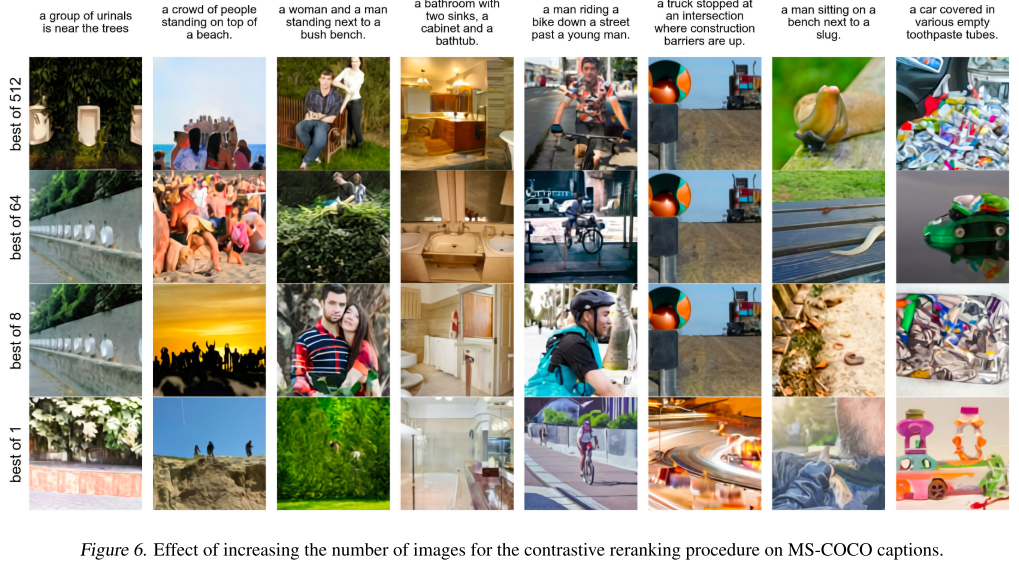 a group of urinals
is near the trees
a crowd of people
standing on top of
a beach.
a woman and a man
standing next to a
bush bench.
a bathroom with
two sinks, a
cabinet and a
bathtub.
a man riding a
bike down a street
past a young man.
a truck stopped at
an intersection
where construction
barriers are up.
a man sitting on a
bench next to a
slug.
a car covered in
various empty
toothpaste tubes.
best of 512
best of 64
best of 8
best of 1
Figure 6. Effect of increasing the number of images for the contrastive reranking procedure on MS-COCO captions.